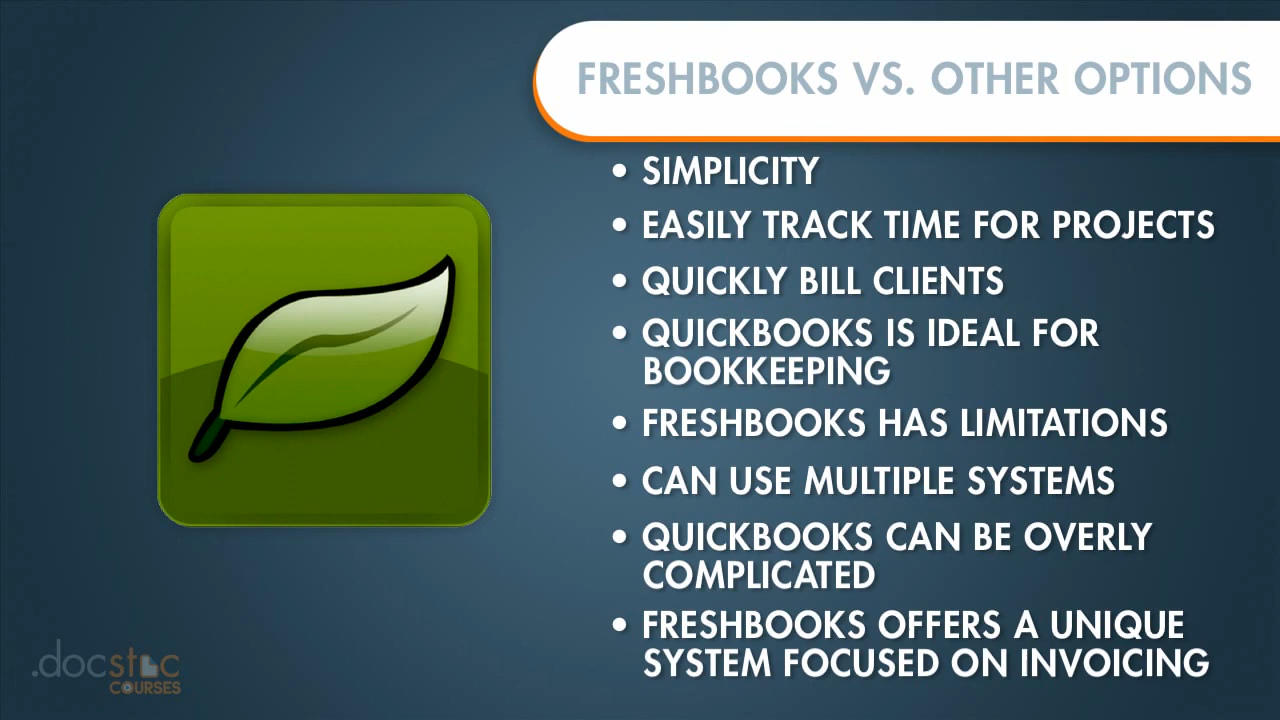 FRESHBOOKS VS. OTHER OPTIONS
• SIMPLICITY
• EASILY TRACK TIME FOR PROJECTS
• QUICKLY BILL CLIENTS
• QUICKBOOKS IS IDEAL FOR
BOOKKEEPING
• FRESHBOOKS HAS LIMITATIONS
• CAN USE MULTIPLE SYSTEMS
• QUICKBOOKS CAN BE OVERLY
COMPLICATED
• FRESHBOOKS OFFERS A UNIQUE
SYSTEM FOCUSED ON INVOICING
.docstoc
COURSES